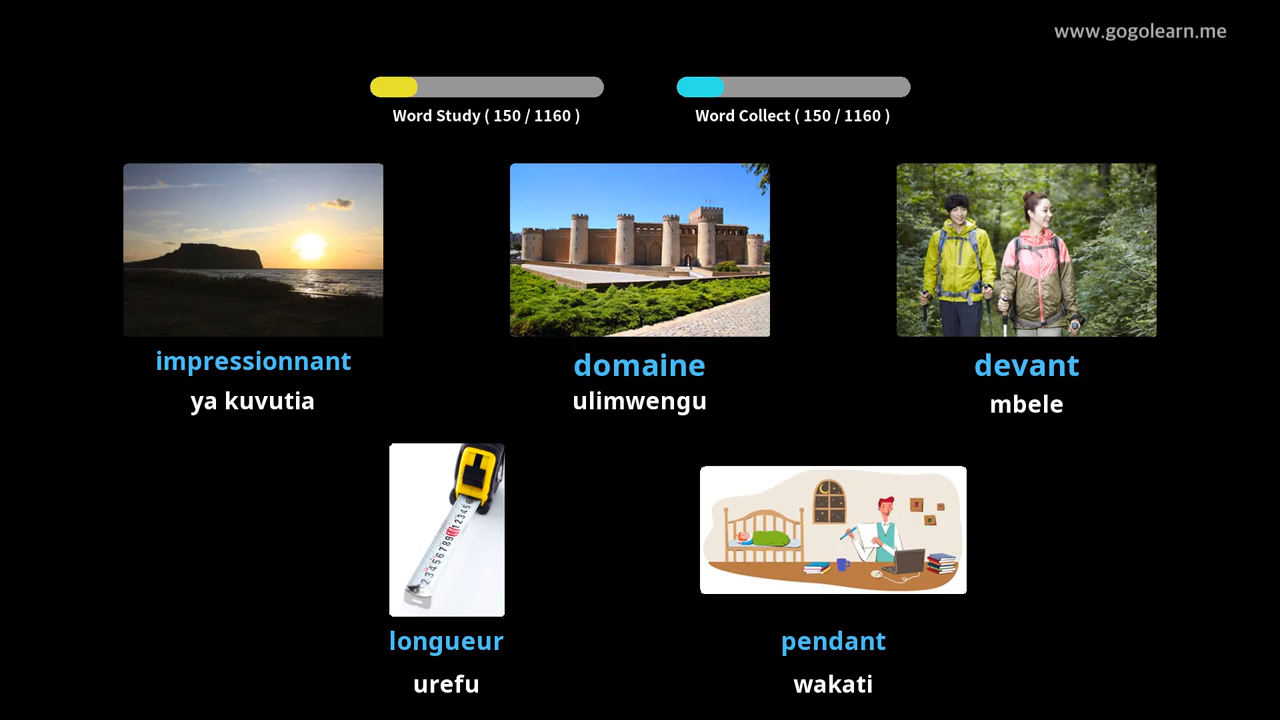 www.gogolearn.me
Word Study ( 150 / 1160 )
Word Collect ( 150 / 1160 )
impressionnant
ya kuvutia
domaine
ulimwengu
devant
mbele
longueur
urefu
pendant
wakati